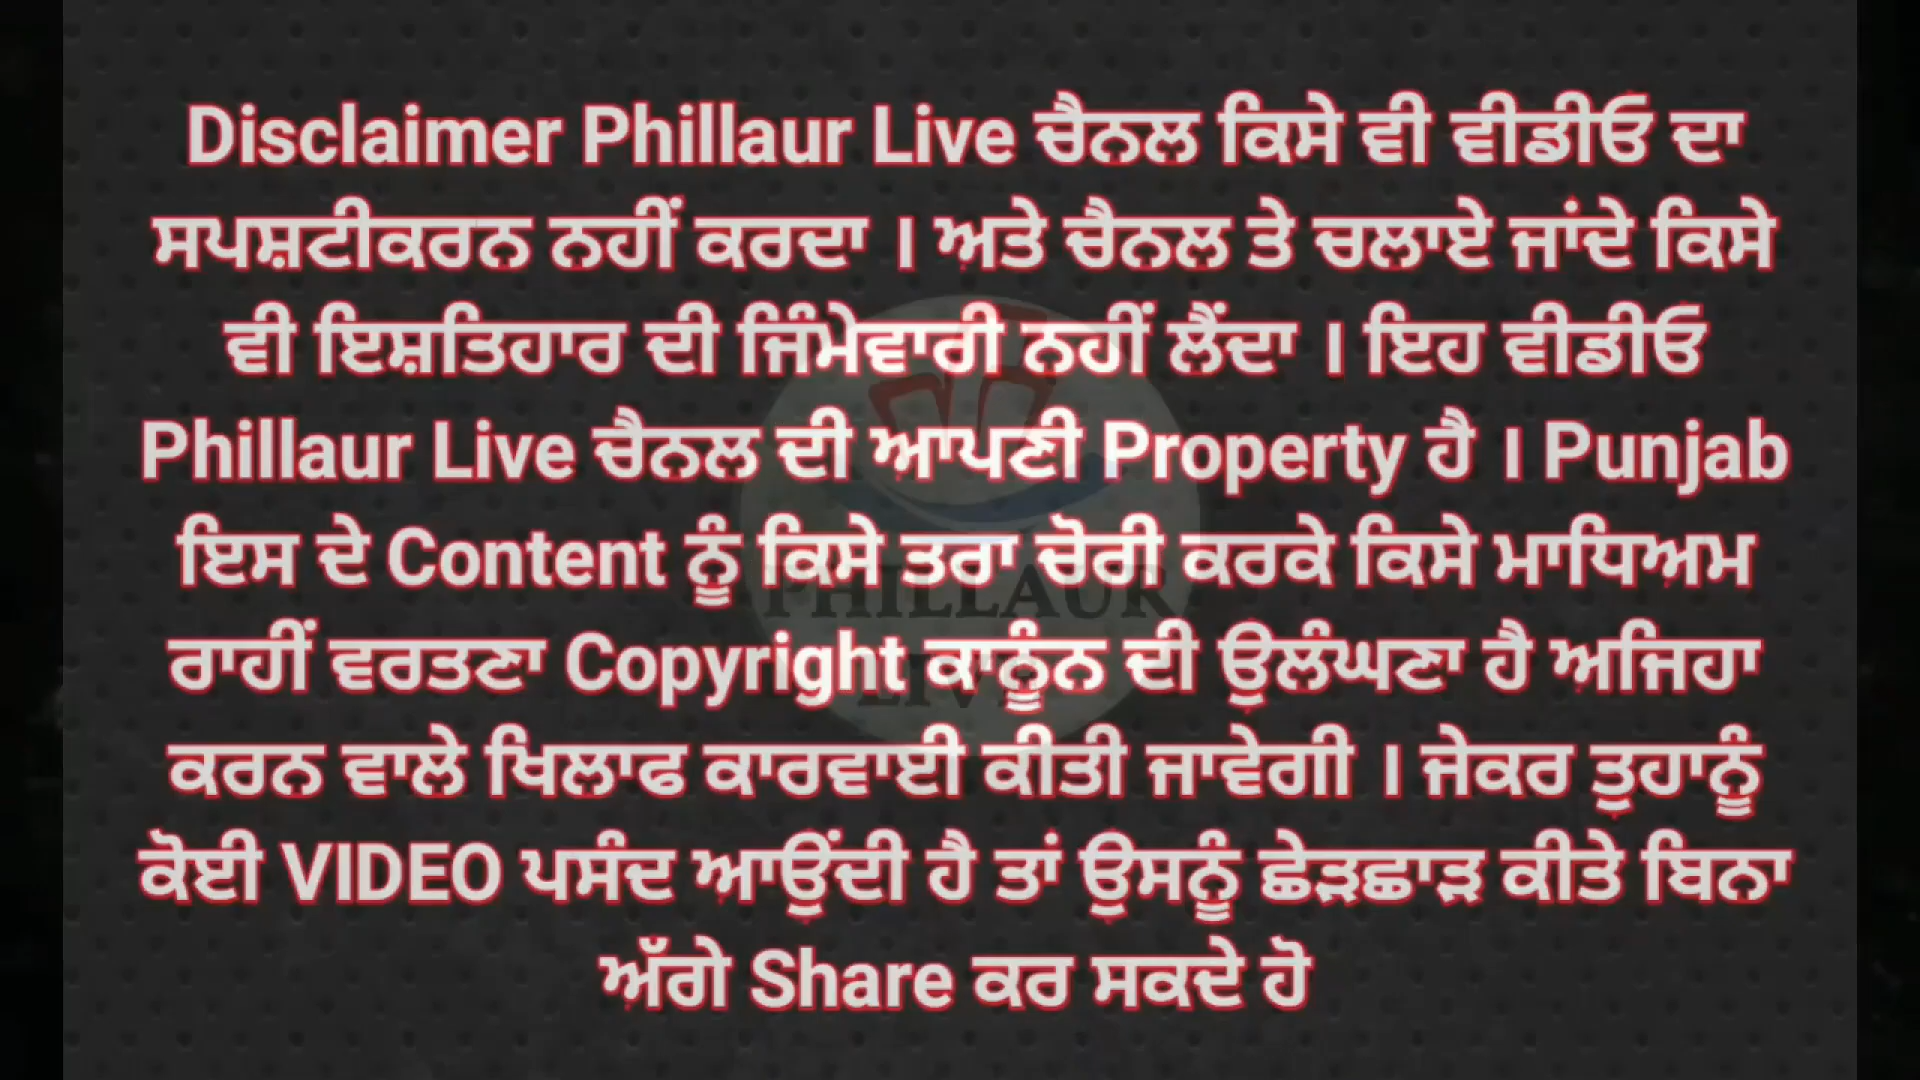 Disclaimer Phillaur Live ਚੈਨਲ ਕਿਸੇ ਵੀ ਵੀਡੀਓ ਦਾ
ਸਪਸ਼ਟੀਕਰਨ ਨਹੀਂ ਕਰਦਾ । ਅਤੇ ਚੈਨਲ ਤੇ ਚਲਾਏ ਜਾਂਦੇ ਕਿਸੇ
ਵੀ ਇਸ਼ਤਿਹਾਰ ਦੀ ਜਿੰਮੇਵਾਰੀ ਨਹੀਂ ਲੈਂਦਾ । ਇਹ ਵੀਡੀਓ
Phillaur Live ਚੈਨਲ ਦੀ ਆਪਣੀ Property ਹੈ । Punjab
ਇਸ ਦੇ Content ਨੂੰ ਕਿਸੇ ਤਰਾ ਚੋਰੀ ਕਰਕੇ ਕਿਸੇ ਮਾਧਿਅਮ
ਰਾਹੀਂ ਵਰਤਣਾ Copyright ਕਾਨੂੰਨ ਦੀ ਉਲੰਘਣਾ ਹੈ ਅਜਿਹਾ
ਕਰਨ ਵਾਲੇ ਖਿਲਾਫ ਕਾਰਵਾਈ ਕੀਤੀ ਜਾਵੇਗੀ । ਜੇਕਰ ਤੁਹਾਨੂੰ
ਕੋਈ VIDEO ਪਸੰਦ ਆਉਂਦੀ ਹੈ ਤਾਂ ਉਸਨੂੰ ਛੇੜਛਾੜ ਕੀਤੇ ਬਿਨਾ
ਅੱਗੇ Share ਕਰ ਸਕਦੇ ਹੋ
PHILLAUR
LIVE